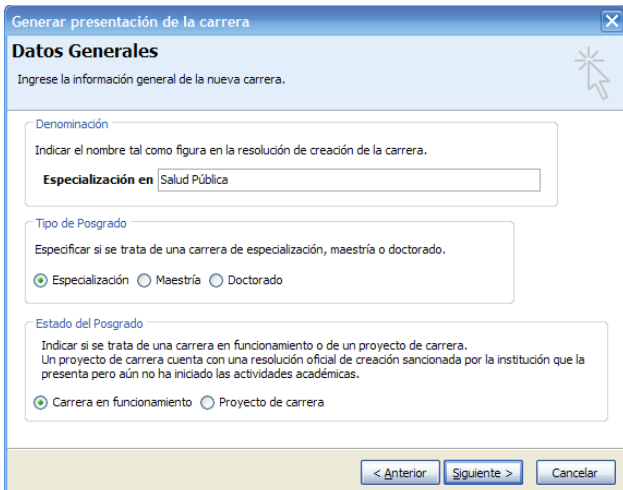 Generar presentación de la carrera
Datos Generales
Ingrese la información general de la nueva carrera.
Denominación
Indicar el nombre tal como figura en la resolución de creación de la carrera.
Especialización en Salud Pública
Tipo de Posgrado
Especificar si se trata de una carrera de especialización, maestría o doctorado.
Especialización Maestría Doctorado
Estado del Posgrado
Indicar si se trata de una carrera en funcionamiento o de un proyecto de carrera.
Un proyecto de carrera cuenta con una resolución oficial de creación sancionada por la institución que la
presenta pero aún no ha iniciado las actividades académicas.
Carrera en funcionamiento Proyecto de carrera
< Anterior Siguiente > Cancelar